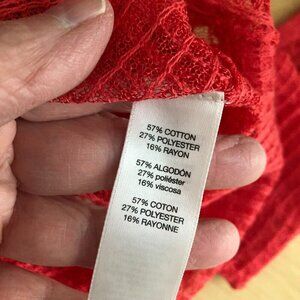 57% COTTON
27% POLYESTER
16% RAYON
57% ALGODÓN
27% poliéster
16% viscosa
57% COTON
27% POLYESTER
16% RAYONNE